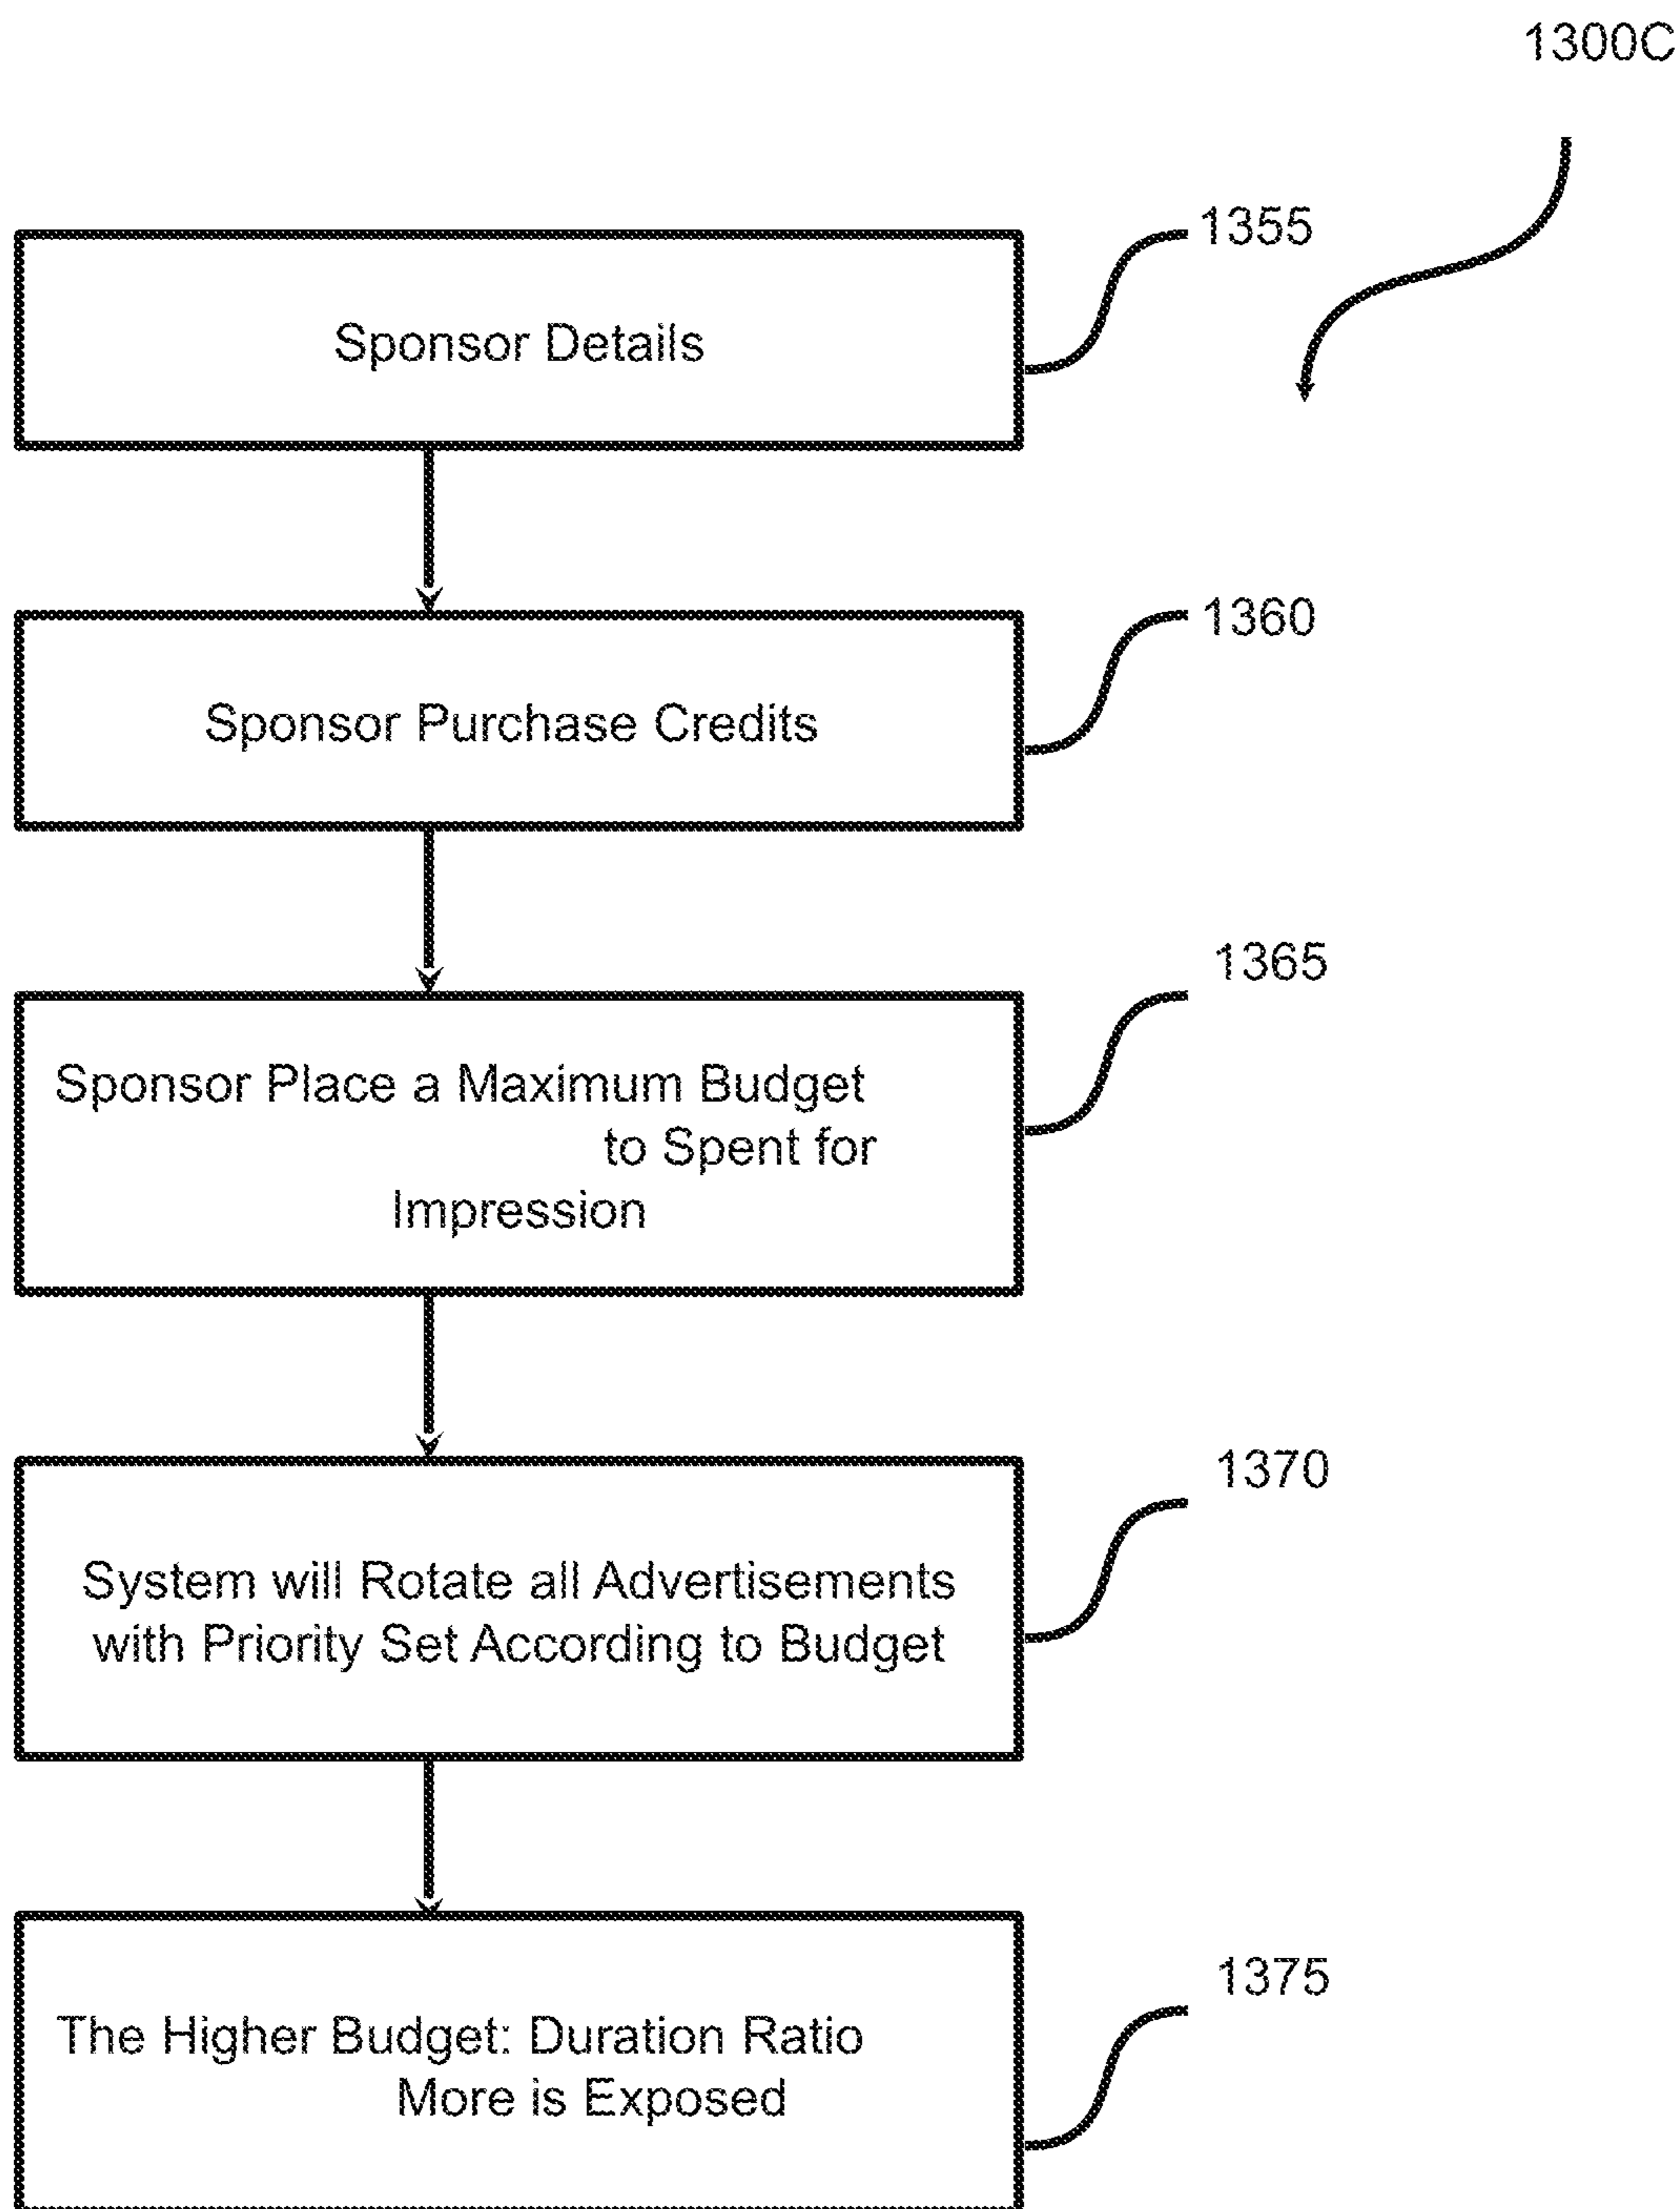 1300C
1355
Sponsor Details
1360
Sponsor Purchase Credits
1365
Sponsor Place a Maximum Budget
to Spent for
Impression
1370
System will Rotate all Advertisements
with Priority Set According to Budget
1375
The Higher Budget: Duration Ratio
More is Exposed